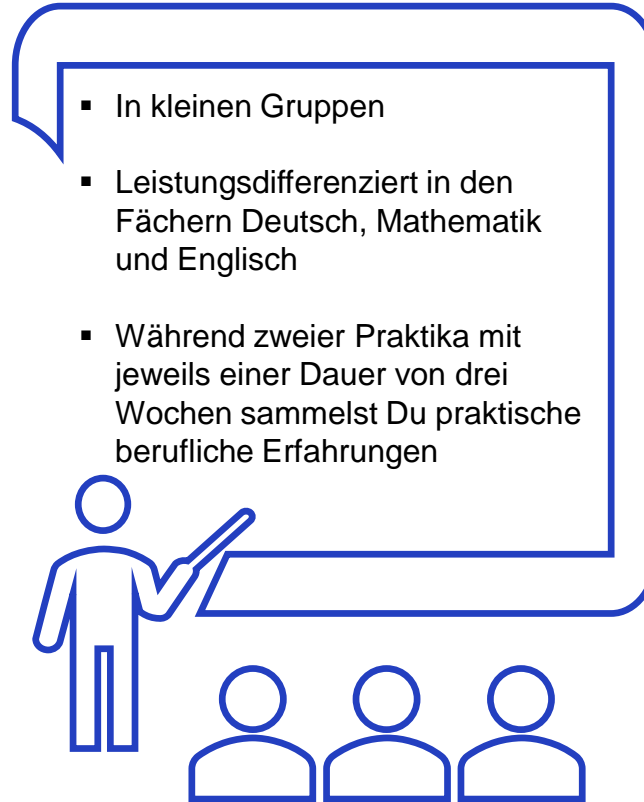 ▪ In kleinen Gruppen
▪ Leistungsdifferenziert in den
Fächern Deutsch, Mathematik
und Englisch
▪ Während zweier Praktika mit
jeweils einer Dauer von drei
Wochen sammelst Du praktische
berufliche Erfahrungen